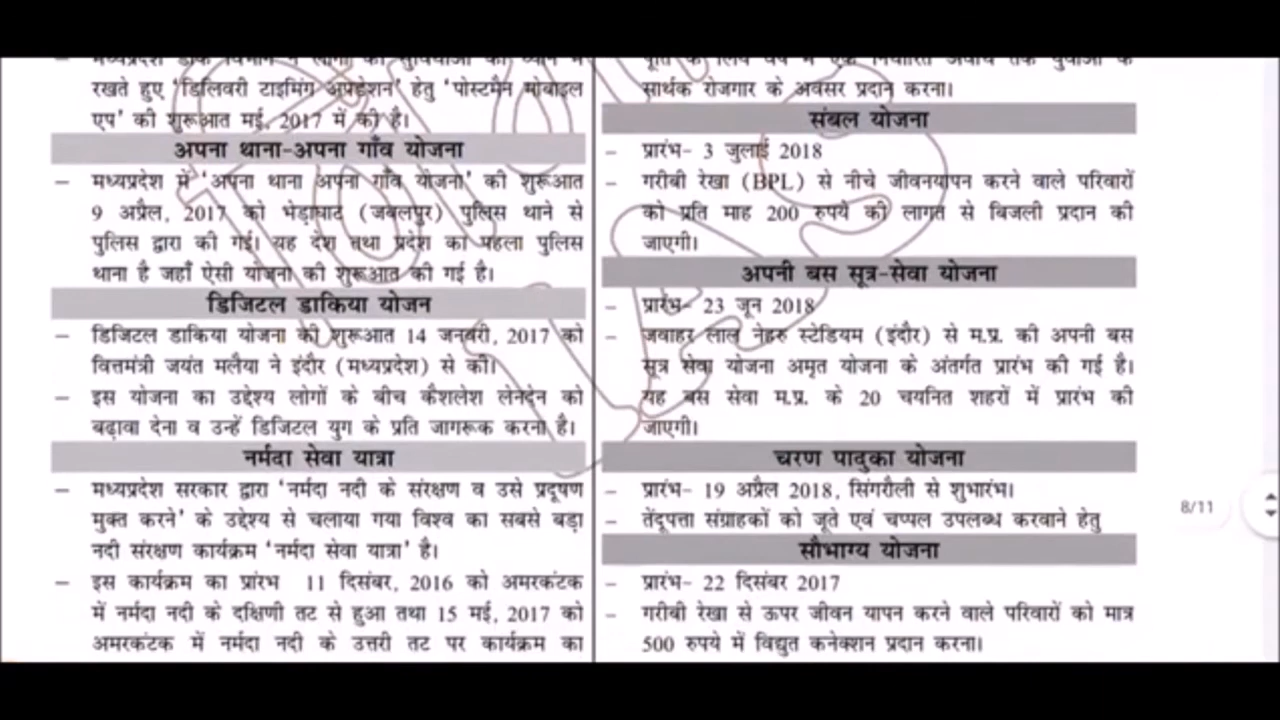 रखते हुए 'डिलिवरी टाइमिंग अपडेशन' हेतु 'पोस्टमैन मोबाइल
एप' की शुरूआत मई, 2017 में की है।
अपना थाना-अपना गाँव योजना
– मध्यप्रदेश में 'अपना थाना अपना गाँव योजना' की शुरूआत
9 अप्रैल, 2017 को भेड़ाघाट (जबलपुर) पुलिस थाने से
पुलिस द्वारा की गई। यह देश तथा प्रदेश का पहला पुलिस
थाना है जहाँ ऐसी योजना की शुरूआत की गई है।
डिजिटल डाकिया योजन
– डिजिटल डाकिया योजना की शुरूआत 14 जनवरी, 2017 को
वित्तमंत्री जयंत मलैया ने इंदौर (मध्यप्रदेश) से की।
– इस योजना का उद्देश्य लोगों के बीच कैशलेश लेनदेन को
बढ़ावा देना व उन्हें डिजिटल युग के प्रति जागरूक करना है।
नर्मदा सेवा यात्रा
– मध्यप्रदेश सरकार द्वारा 'नर्मदा नदी के संरक्षण व उसे प्रदूषण
मुक्त करने' के उद्देश्य से चलाया गया विश्व का सबसे बड़ा
नदी संरक्षण कार्यक्रम 'नर्मदा सेवा यात्रा' है।
– इस कार्यक्रम का प्रारंभ 11 दिसंबर, 2016 को अमरकंटक
में नर्मदा नदी के दक्षिणी तट से हुआ तथा 15 मई, 2017 को
अमरकंटक में नर्मदा नदी के उत्तरी तट पर कार्यक्रम का
सार्थक रोजगार के अवसर प्रदान करना।
संबल योजना
– प्रारंभ- 3 जुलाई 2018
– गरीबी रेखा (BPL) से नीचे जीवनयापन करने वाले परिवारों
को प्रति माह 200 रुपये की लागत से बिजली प्रदान की
जाएगी।
अपनी बस सूत्र-सेवा योजना
– प्रारंभ- 23 जून 2018
– जवाहर लाल नेहरु स्टेडियम (इंदौर) से म.प्र. की अपनी बस
सूत्र सेवा योजना अमृत योजना के अंतर्गत प्रारंभ की गई है।
यह बस सेवा म.प्र. के 20 चयनित शहरों में प्रारंभ की
जाएगी।
चरण पादुका योजना
– प्रारंभ- 19 अप्रैल 2018, सिंगरौली से शुभारंभ।
– तेंदूपत्ता संग्राहकों को जूते एवं चप्पल उपलब्ध करवाने हेतु
सौभाग्य योजना
– प्रारंभ- 22 दिसंबर 2017
– गरीबी रेखा से ऊपर जीवन यापन करने वाले परिवारों को मात्र
500 रुपये में विद्युत कनेक्शन प्रदान करना।
8/11